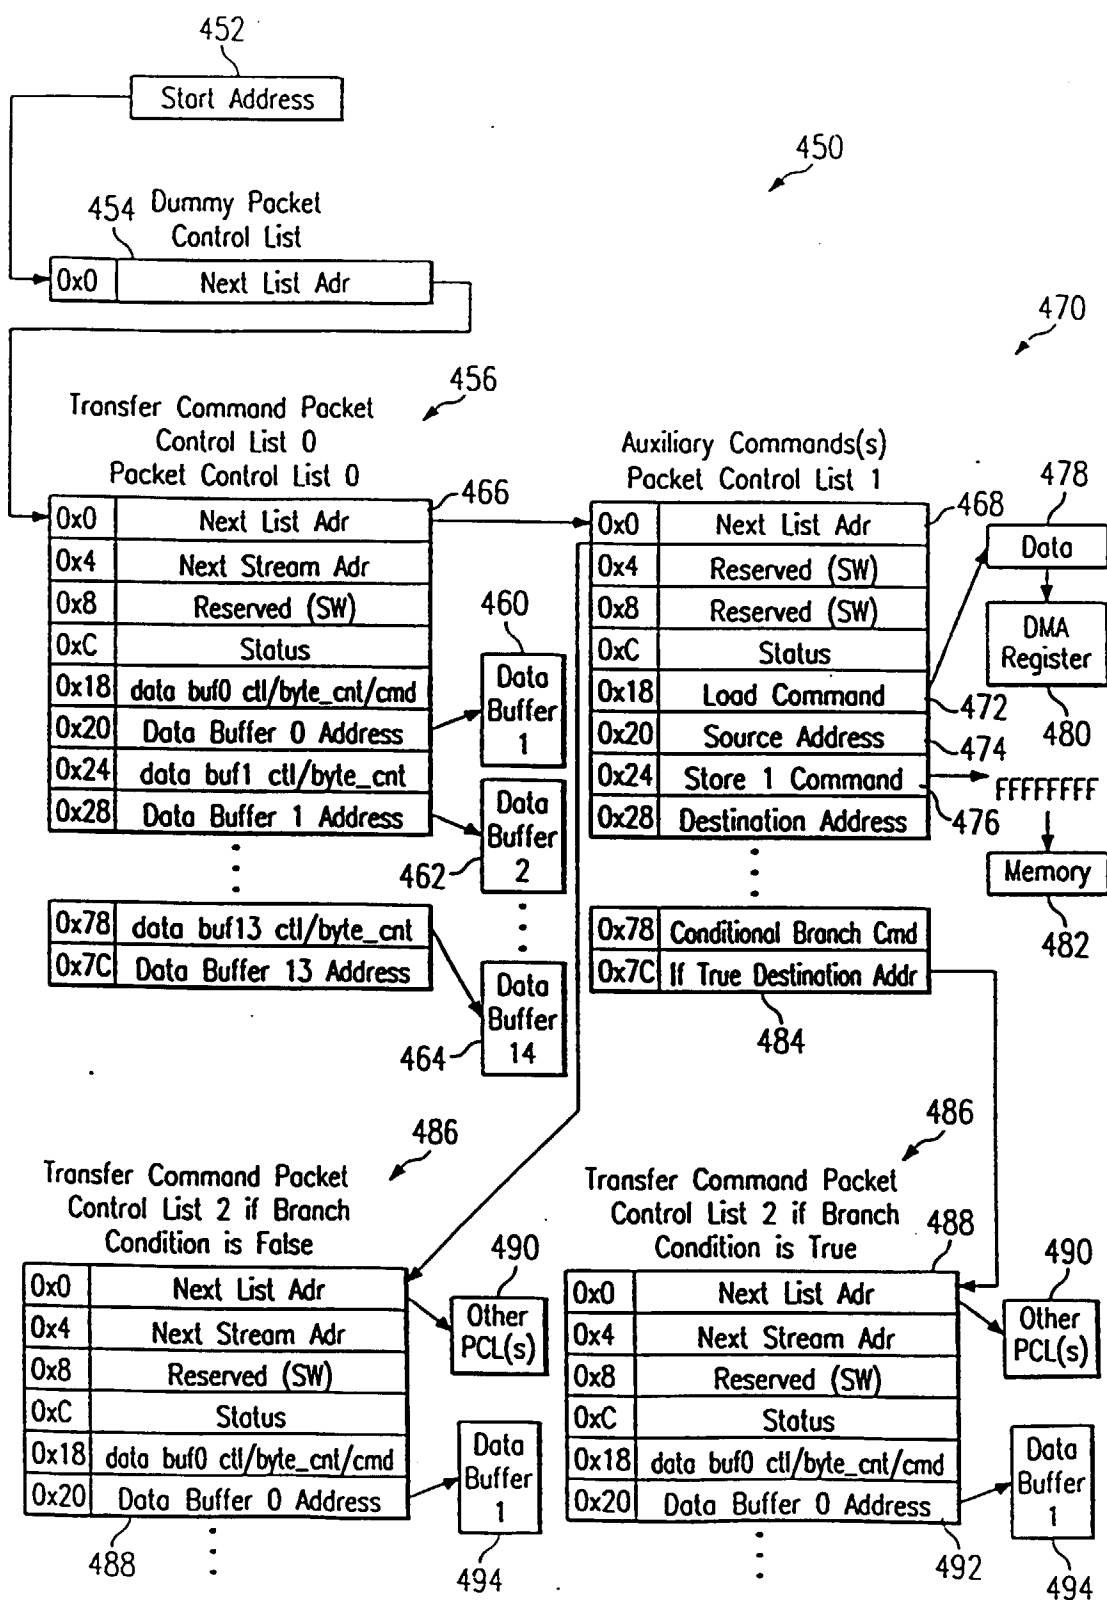 452
Start Address
450
454
Dummy Packet
Control List
0x0 Next List Adr
470
456
Transfer Command Packet
Control List 0
Packet Control List 0
466
0x0 Next List Adr
0x4 Next Stream Adr
0x8 Reserved (SW)
0xC Status
0x18 data buf0 ctl/byte_cnt/cmd
0x20 Data Buffer 0 Address
0x24 data buf1 ctl/byte_cnt
0x28 Data Buffer 1 Address
0x78 data buf13 ctl/byte_cnt
0x7C Data Buffer 13 Address
460
Data
Buffer
1
Data
Buffer
2
462
Data
Buffer
14
464
Auxiliary Commands(s)
Packet Control List 1
468
0x0 Next List Adr
0x4 Reserved (SW)
0x8 Reserved (SW)
0xC Status
0x18 Load Command
0x20 Source Address
0x24 Store 1 Command
0x28 Destination Address
0x78 Conditional Branch Cmd
0x7C If True Destination Addr
484
478
Data
DMA
Register
472
480
474
FFFFFFFF
476
Memory
482
486
Transfer Command Packet
Control List 2 if Branch
Condition is False
0x0 Next List Adr
0x4 Next Stream Adr
0x8 Reserved (SW)
0xC Status
0x18 data buf0 ctl/byte_cnt/cmd
0x20 Data Buffer 0 Address
488
490
Other
PCL(s)
Data
Buffer
1
494
486
Transfer Command Packet
Control List 2 if Branch
Condition is True
488
0x0 Next List Adr
0x4 Next Stream Adr
0x8 Reserved (SW)
0xC Status
0x18 data buf0 ctl/byte_cnt/cmd
0x20 Data Buffer 0 Address
492
490
Other
PCL(s)
Data
Buffer
1
494